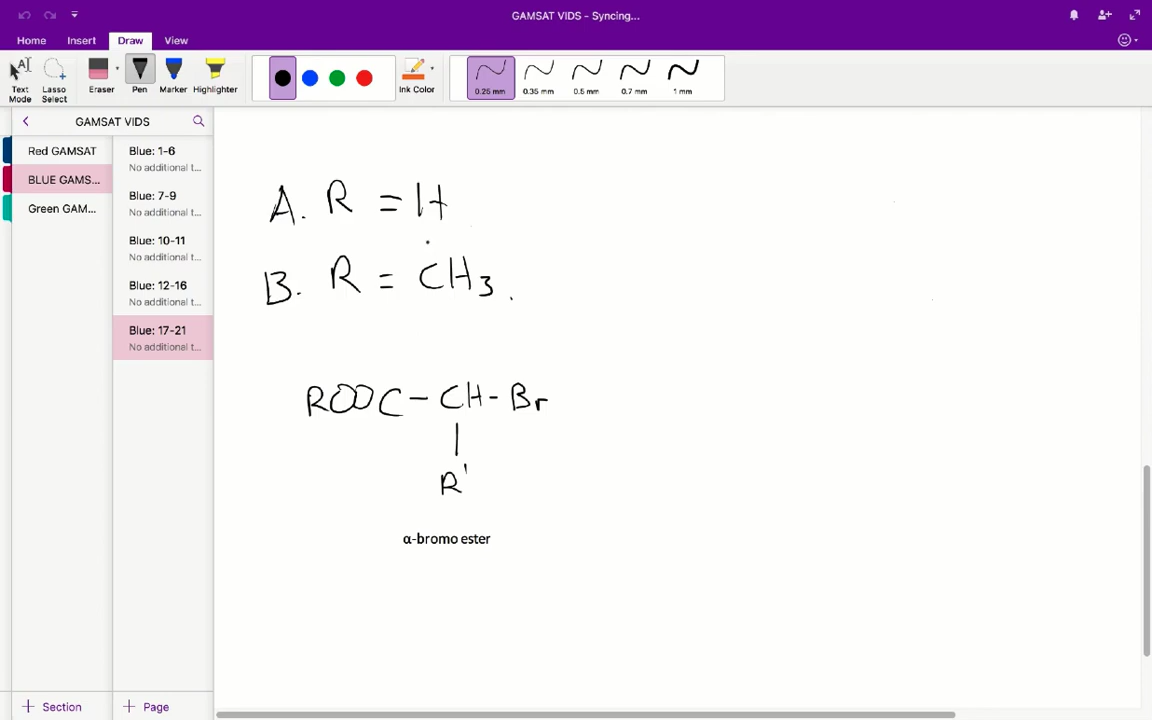 GAMSAT VIDS - Syncing...
Home Insert Draw View
Text Mode
Lasso Select
Eraser
Pen
Marker
Highlighter
Ink Color
0.25 mm
0.35 mm
0.5 mm
0.7 mm
1 mm
GAMSAT VIDS
Red GAMSAT
BLUE GAMS...
Green GAM...
Blue: 1-6
No additional t...
Blue: 7-9
No additional t...
Blue: 10-11
No additional t...
Blue: 12-16
No additional t...
Blue: 17-21
No additional t...
A. R = H
B. R = CH3.
ROOC - CH - Br
|
R'
α-bromo ester
+ Section
+ Page